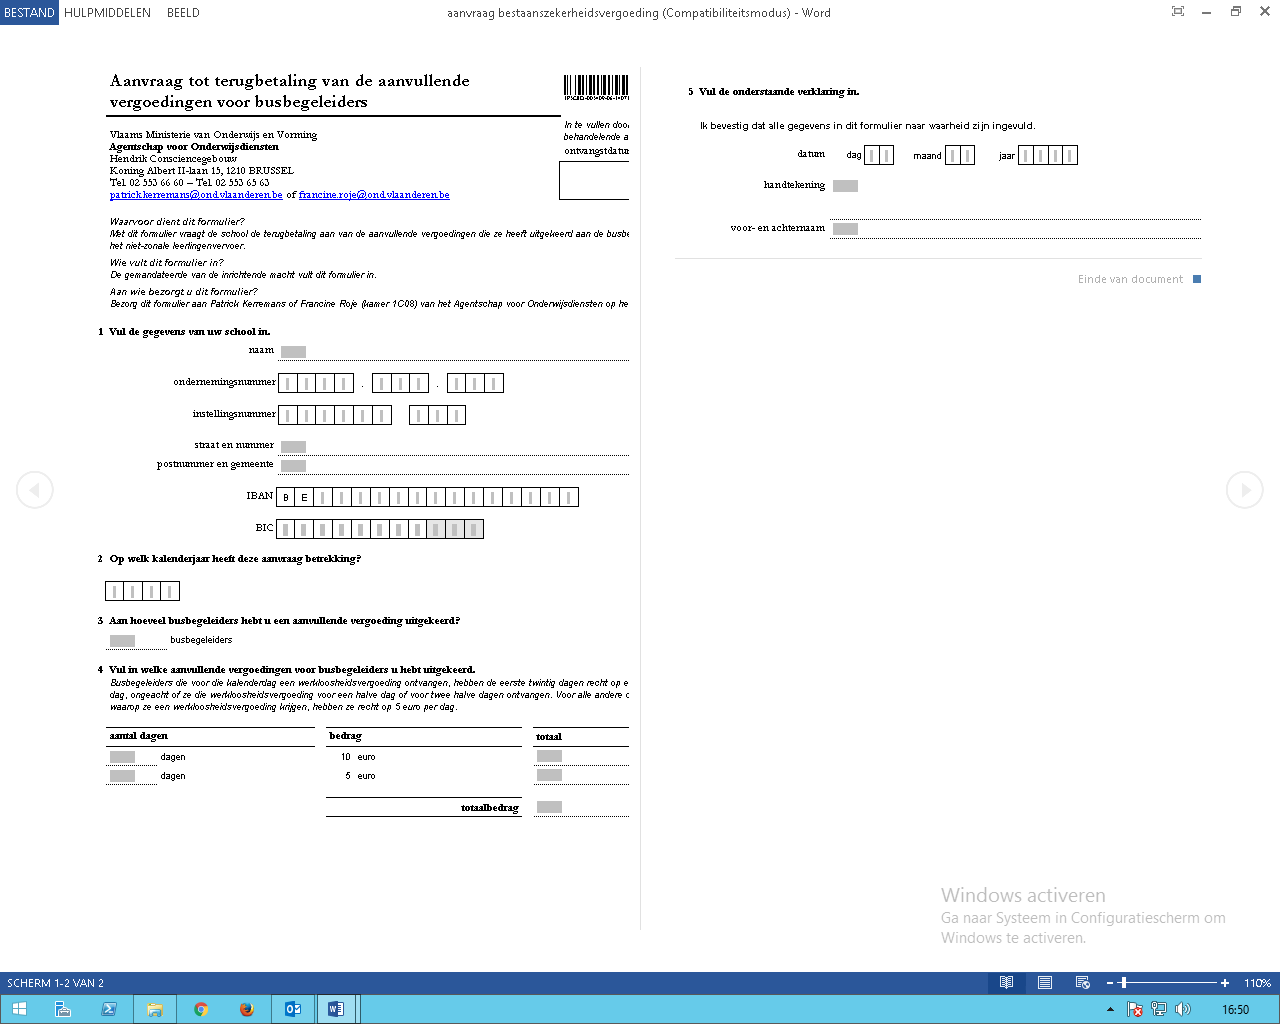 BESTAND HULPMIDDELEN BEELD
aanvraag bestaanszekerheidsvergoeding (Compatibiliteitsmodus) - Word
Aanvraag tot terugbetaling van de aanvullende
vergoedingen voor busbegeleiders
In te vullen doo
behandelende a
ontvangstdatum
Vlaams Ministerie van Onderwijs en Vorming
Agentschap voor Onderwijsdiensten
Hendrik Consciencegebouw
Koning Albert II-laan 15, 1210 BRUSSEL
Tel. 02 553 66 60 – Tel. 02 553 65 63
patrick.kerremans@ond.vlaanderen.be of francine.roje@ond.vlaanderen.be
Waarvoor dient dit formulier?
Met dit formulier vraagt de school de terugbetaling aan van de aanvullende vergoedingen die ze heeft uitgekeerd aan de busbe
het niet-zonale leerlingenvervoer.
Wie vult dit formulier in?
De gemandateerde van de inrichtende macht vult dit formulier in.
Aan wie bezorgt u dit formulier?
Bezorg dit formulier aan Patrick Kerremans of Francine Roje (kamer 1C08) van het Agentschap voor Onderwijsdiensten op he
1 Vul de gegevens van uw school in.
naam
ondernemingsnummer . .
instellingsnummer
straat en nummer
postnummer en gemeente
IBAN B E
BIC
2 Op welk kalenderjaar heeft deze aanvraag betrekking?
3 Aan hoeveel busbegeleiders hebt u een aanvullende vergoeding uitgekeerd?
busbegeleiders
4 Vul in welke aanvullende vergoedingen voor busbegeleiders u hebt uitgekeerd.
Busbegeleiders die voor die kalenderdag een werkloosheidsvergoeding ontvangen, hebben de eerste twintig dagen recht op e
dag, ongeacht of ze die werkloosheidsvergoeding voor een halve dag of voor twee halve dagen ontvangen. Voor alle andere d
waarop ze een werkloosheidsvergoeding krijgen, hebben ze recht op 5 euro per dag.
aantal dagen bedrag totaal
dagen 10 euro
dagen 5 euro
totaalbedrag
5 Vul de onderstaande verklaring in.
Ik bevestig dat alle gegevens in dit formulier naar waarheid zijn ingevuld.
datum dag maand jaar
handtekening
voor- en achternaam
Einde van document
Windows activeren
Ga naar Systeem in Configuratiescherm om
Windows te activeren.
SCHERM 1-2 VAN 2
110%
16:50